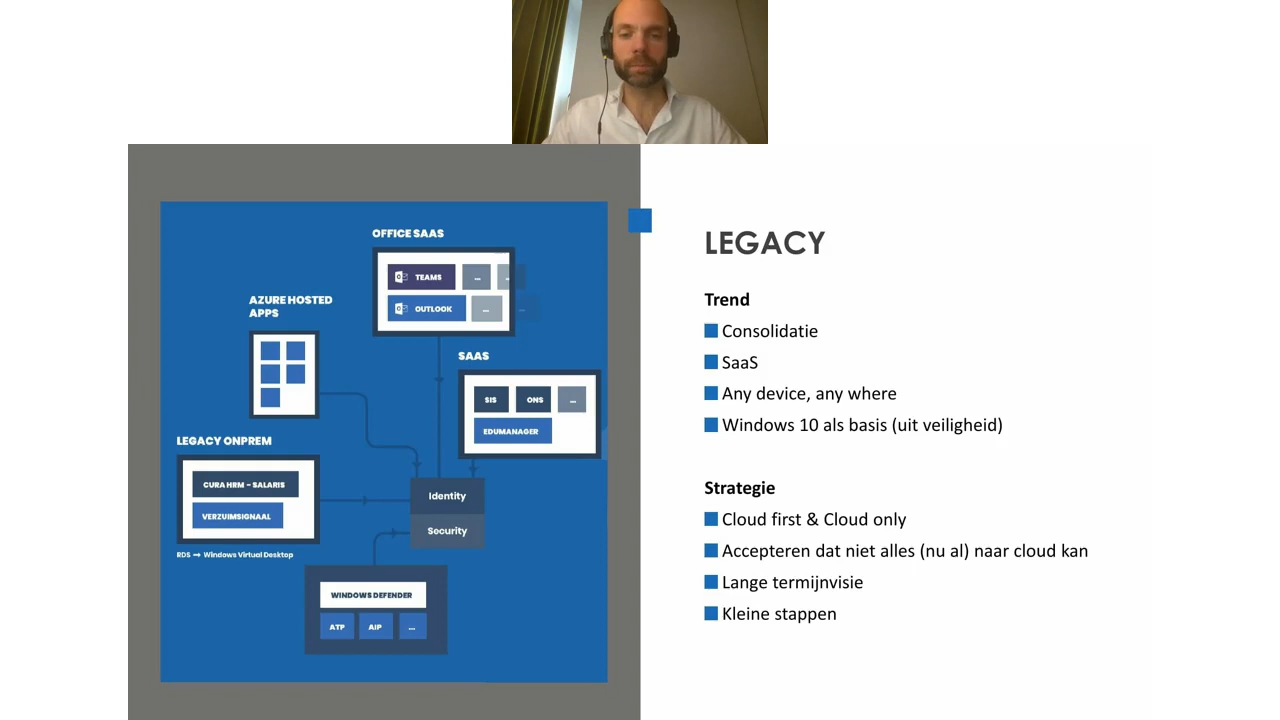 OFFICE SAAS
TEAMS
...
OUTLOOK
...
...
AZURE HOSTED
APPS
SAAS
SIS
ONS
...
EDUMANAGER
LEGACY ONPREM
CURA HRM – SALARIS
VERZUIMSIGNAAL
RDS → Windows Virtual Desktop
Identity
Security
WINDOWS DEFENDER
ATP
AIP
...
LEGACY
Trend
Consolidatie
SaaS
Any device, any where
Windows 10 als basis (uit veiligheid)
Strategie
Cloud first & Cloud only
Accepteren dat niet alles (nu al) naar cloud kan
Lange termijnvisie
Kleine stappen